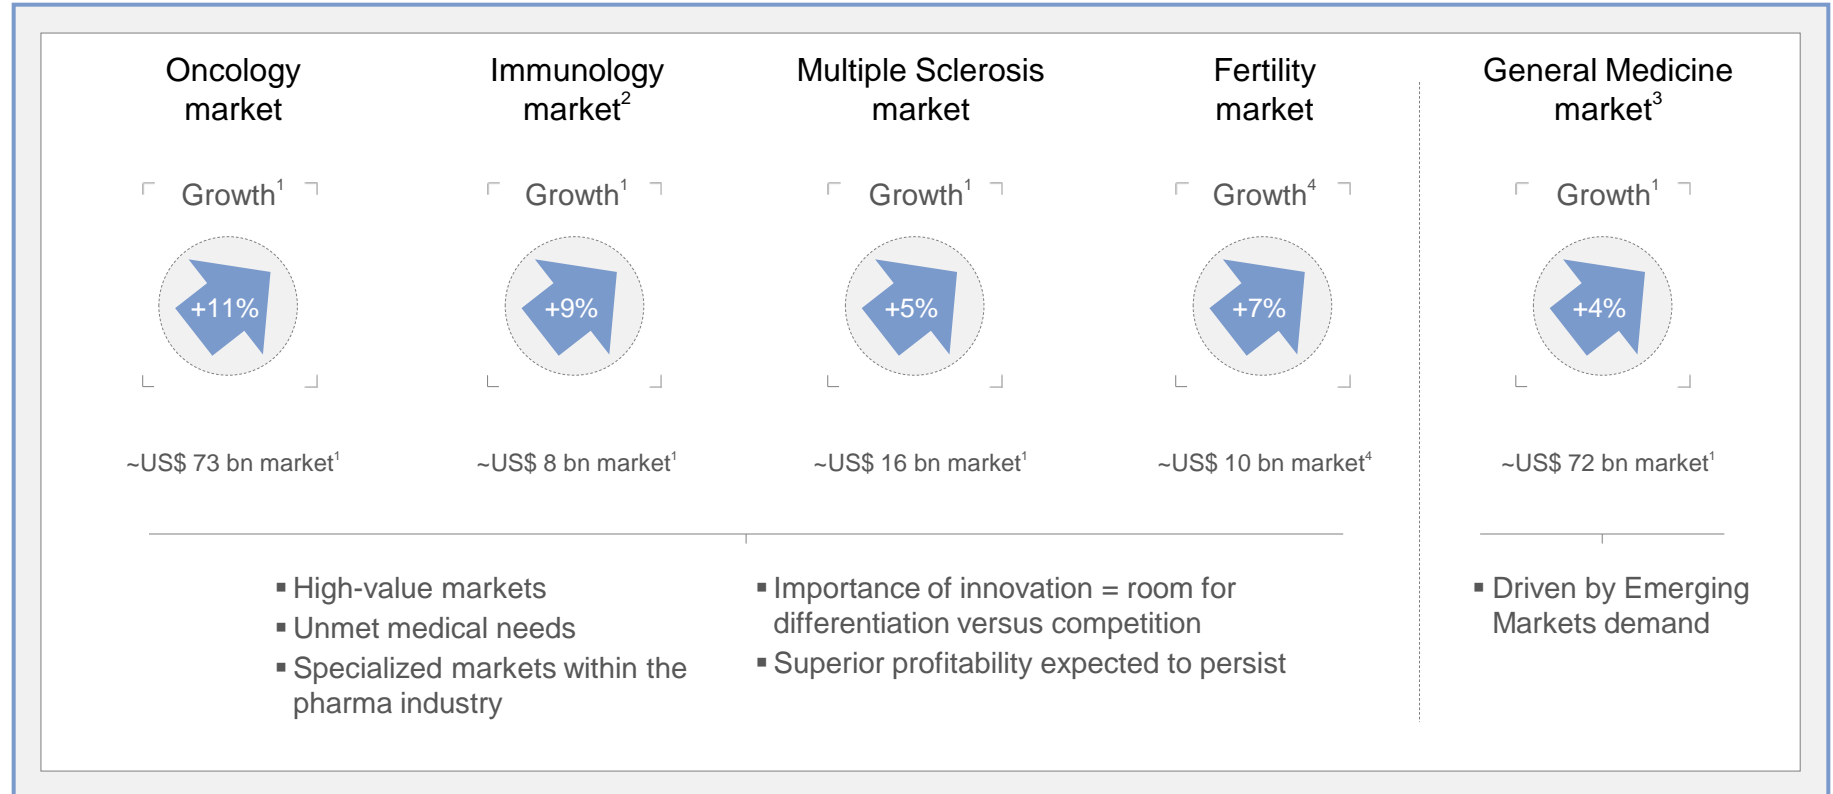 Oncology
market
Immunology
market²
Multiple Sclerosis
market
Fertility
market
General Medicine
market³
Growth¹
Growth¹
Growth¹
Growth⁴
Growth¹
+11%
+9%
+5%
+7%
+4%
~US$ 73 bn market¹
~US$ 8 bn market¹
~US$ 16 bn market¹
~US$ 10 bn market⁴
~US$ 72 bn market¹
▪ High-value markets
▪ Unmet medical needs
▪ Specialized markets within the
pharma industry
▪ Importance of innovation = room for
differentiation versus competition
▪ Superior profitability expected to persist
▪ Driven by Emerging
Markets demand